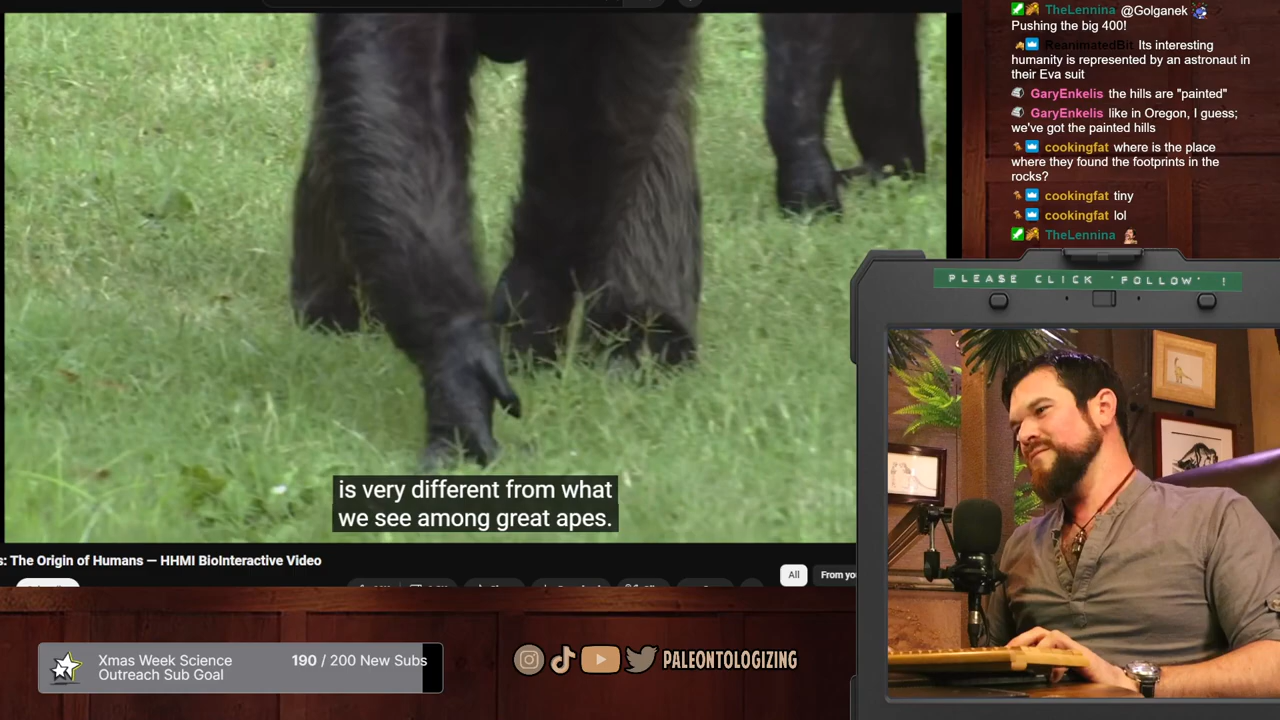 TheLennina @Golganek
Pushing the big 400!
ReanimatedBit Its interesting
humanity is represented by an astronaut in
their Eva suit
GaryEnkelis the hills are "painted"
GaryEnkelis like in Oregon, I guess;
we've got the painted hills
cookingfat where is the place
where they found the footprints in the
rocks?
cookingfat tiny
cookingfat lol
TheLennina
PLEASE CLICK "FOLLOW" !
is very different from what
we see among great apes.
s: The Origin of Humans — HHMI BioInteractive Video
All From yo
Xmas Week Science
Outreach Sub Goal
190 / 200 New Subs
PALEONTOLOGIZING